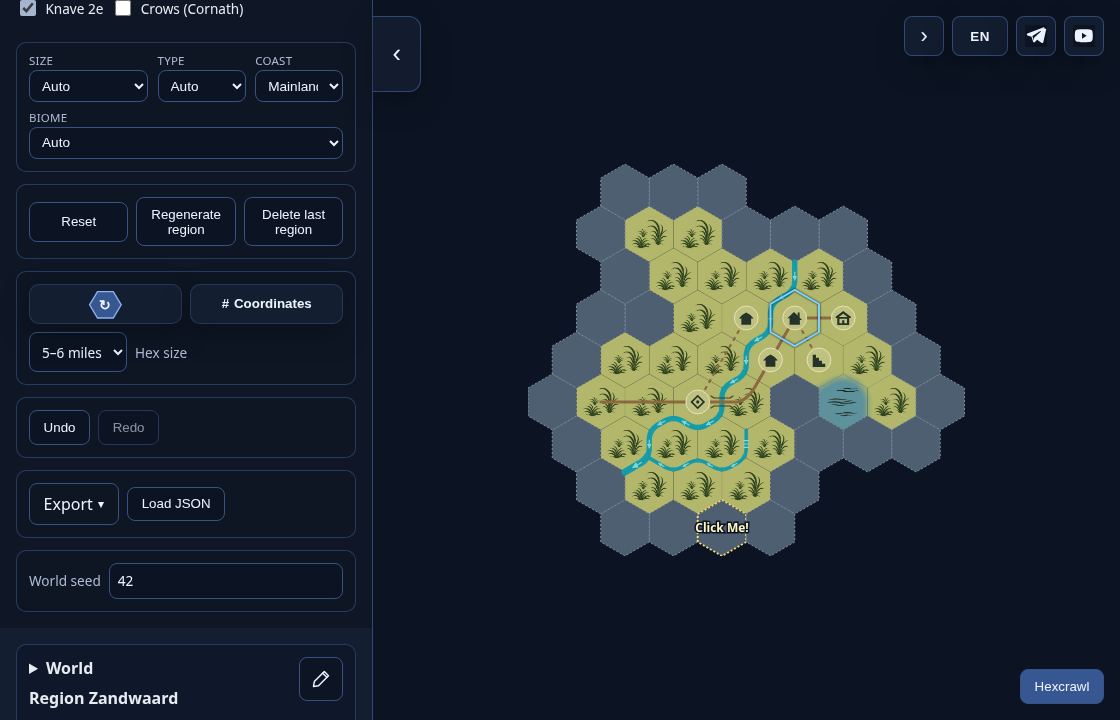 Knave 2e
Crows (Cornath)
SIZE
TYPE
COAST
Auto
Auto
Mainland
BIOME
Auto
Reset
Regenerate
region
Delete last
region
↻
# Coordinates
5–6 miles
Hex size
Undo
Redo
Export ▾
Load JSON
World seed
42
▶ World
Region Zandwaard
‹
›
EN
Click Me!
Hexcrawl